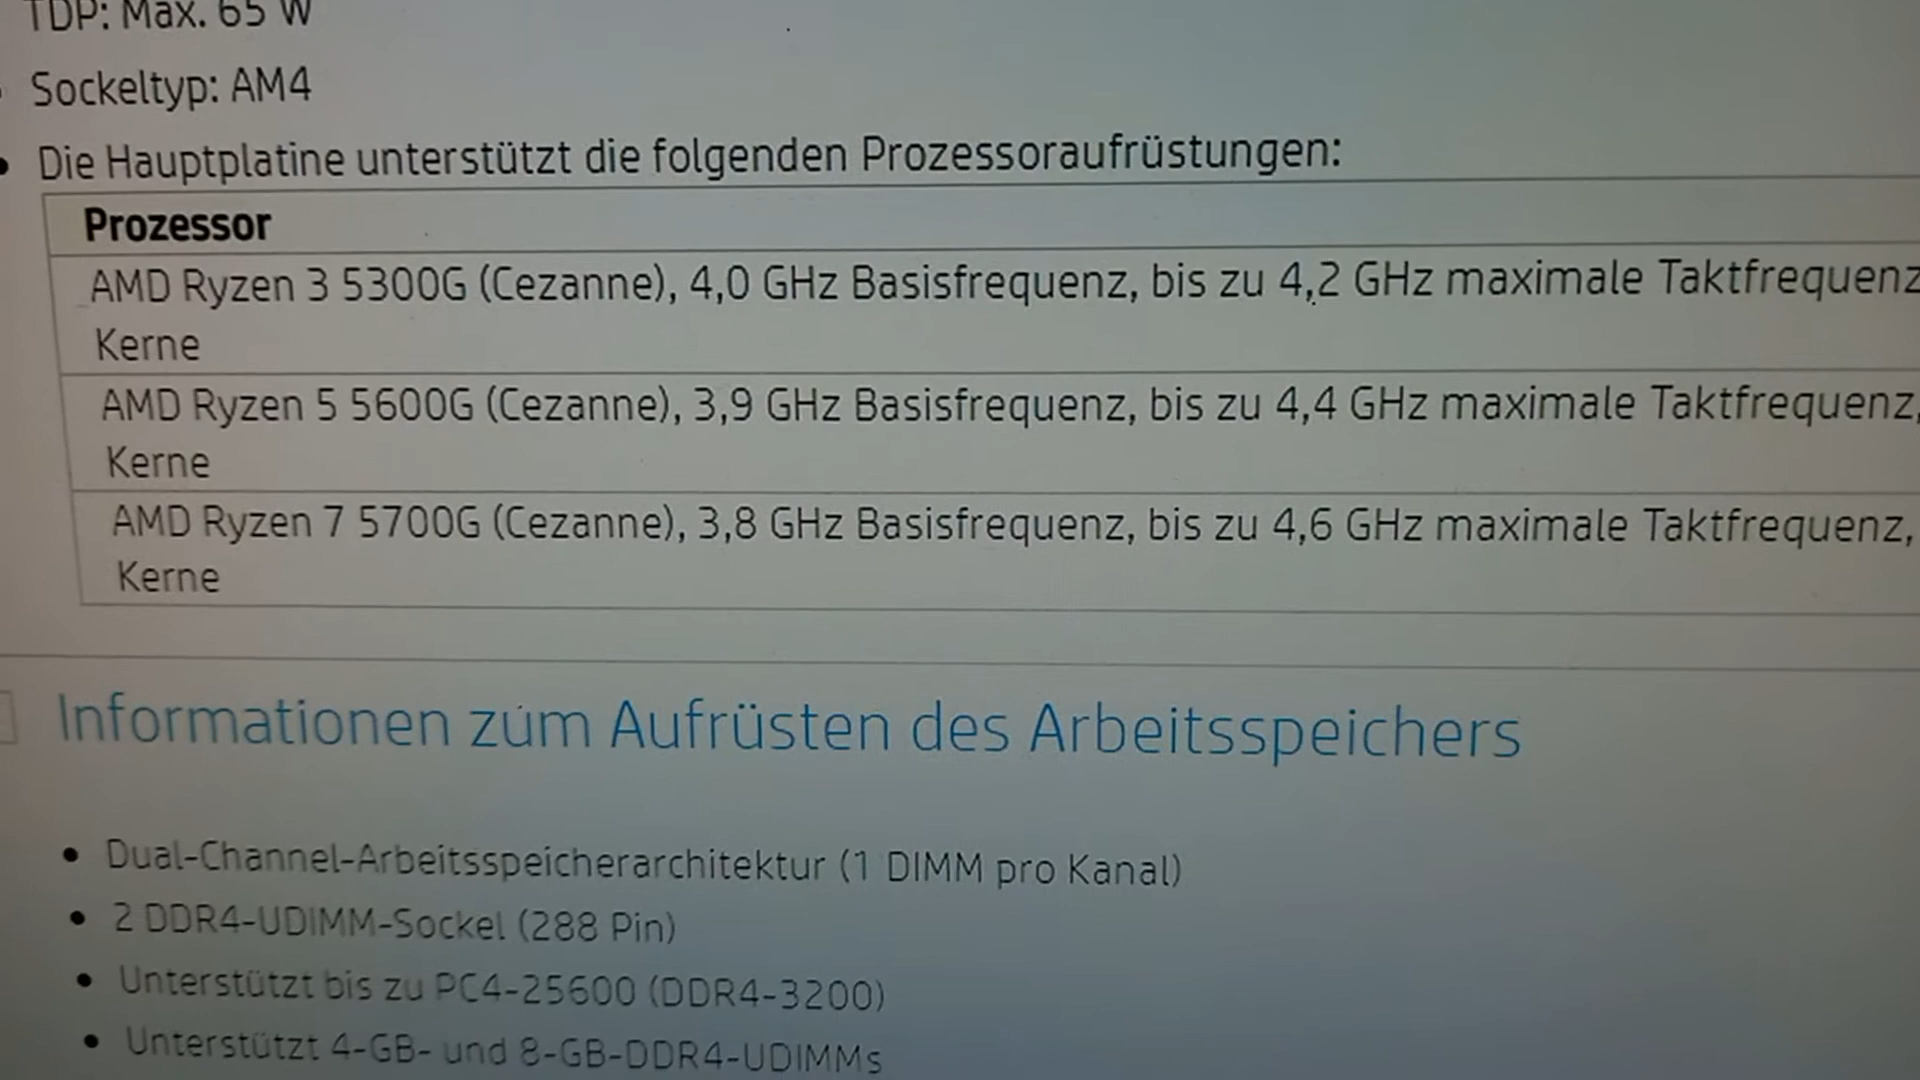 TDP: Max. 65 W
Sockeltyp: AM4
Die Hauptplatine unterstützt die folgenden Prozessoraufrüstungen:
Prozessor
AMD Ryzen 3 5300G (Cezanne), 4,0 GHz Basisfrequenz, bis zu 4,2 GHz maximale Taktfrequenz
Kerne
AMD Ryzen 5 5600G (Cezanne), 3,9 GHz Basisfrequenz, bis zu 4,4 GHz maximale Taktfrequenz,
Kerne
AMD Ryzen 7 5700G (Cezanne), 3,8 GHz Basisfrequenz, bis zu 4,6 GHz maximale Taktfrequenz,
Kerne
Informationen zum Aufrüsten des Arbeitsspeichers
Dual-Channel-Arbeitsspeicherarchitektur (1 DIMM pro Kanal)
2 DDR4-UDIMM-Sockel (288 Pin)
Unterstützt bis zu PC4-25600 (DDR4-3200)
Unterstützt 4-GB- und 8-GB-DDR4-UDIMMs